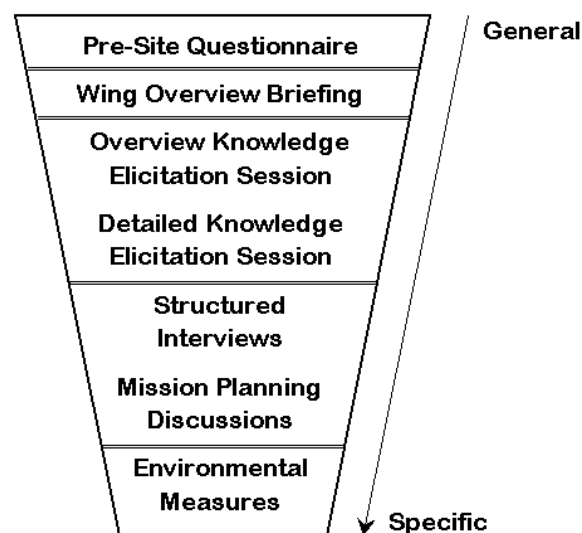 General
Pre-Site Questionnaire
Wing Overview Briefing
Overview Knowledge
Elicitation Session
Detailed Knowledge
Elicitation Session
Structured
Interviews
Mission Planning
Discussions
Environmental
Measures
Specific